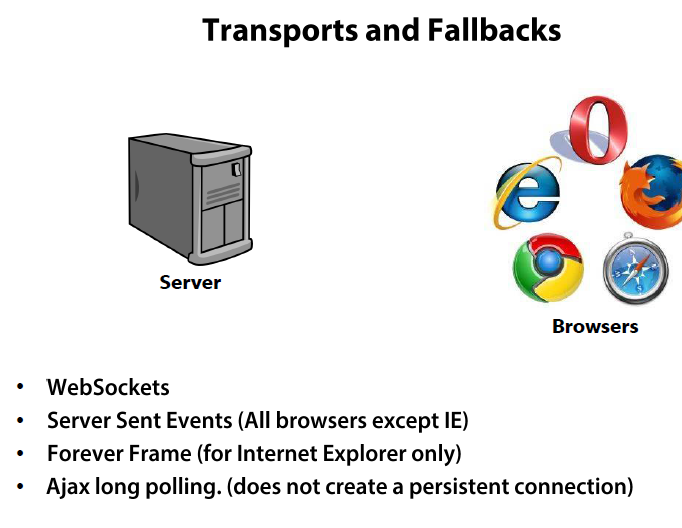 Transports and Fallbacks
Server
Browsers
• WebSockets
• Server Sent Events (All browsers except IE)
• Forever Frame (for Internet Explorer only)
• Ajax long polling. (does not create a persistent connection)